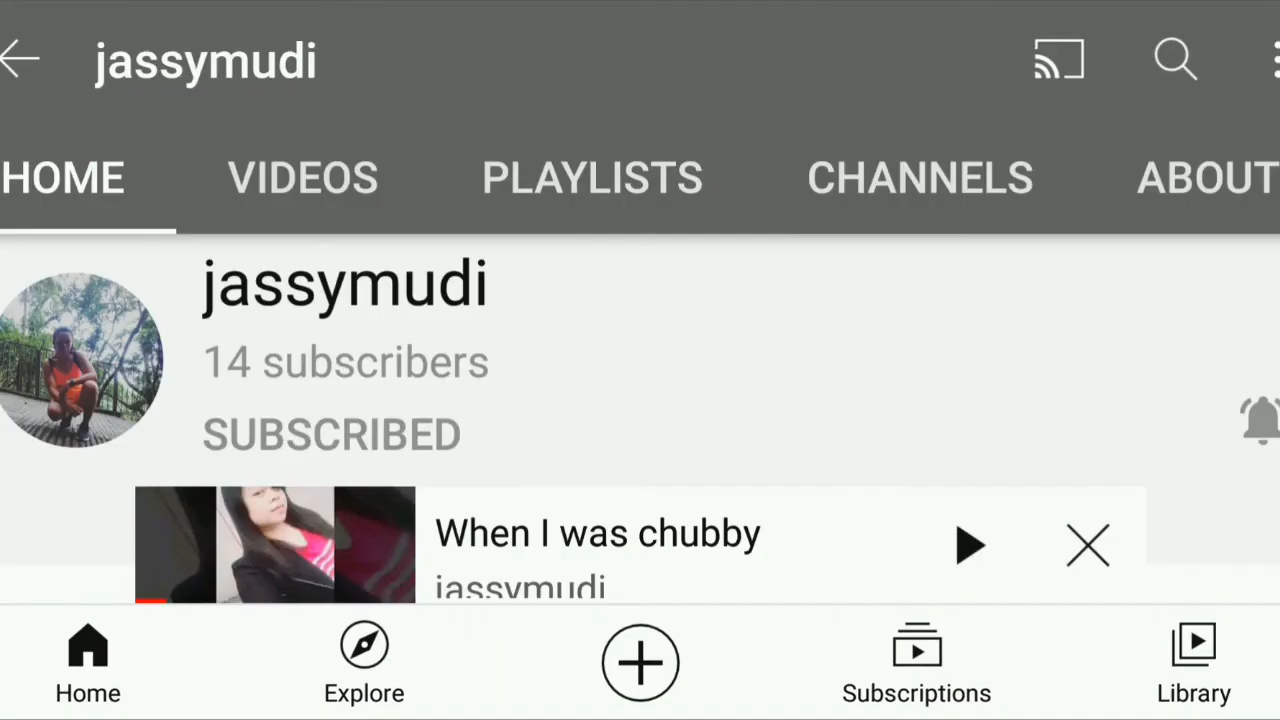 jassymudi
HOME VIDEOS PLAYLISTS CHANNELS ABOUT
jassymudi
14 subscribers
SUBSCRIBED
When I was chubby
jassymudi
Home Explore Subscriptions Library